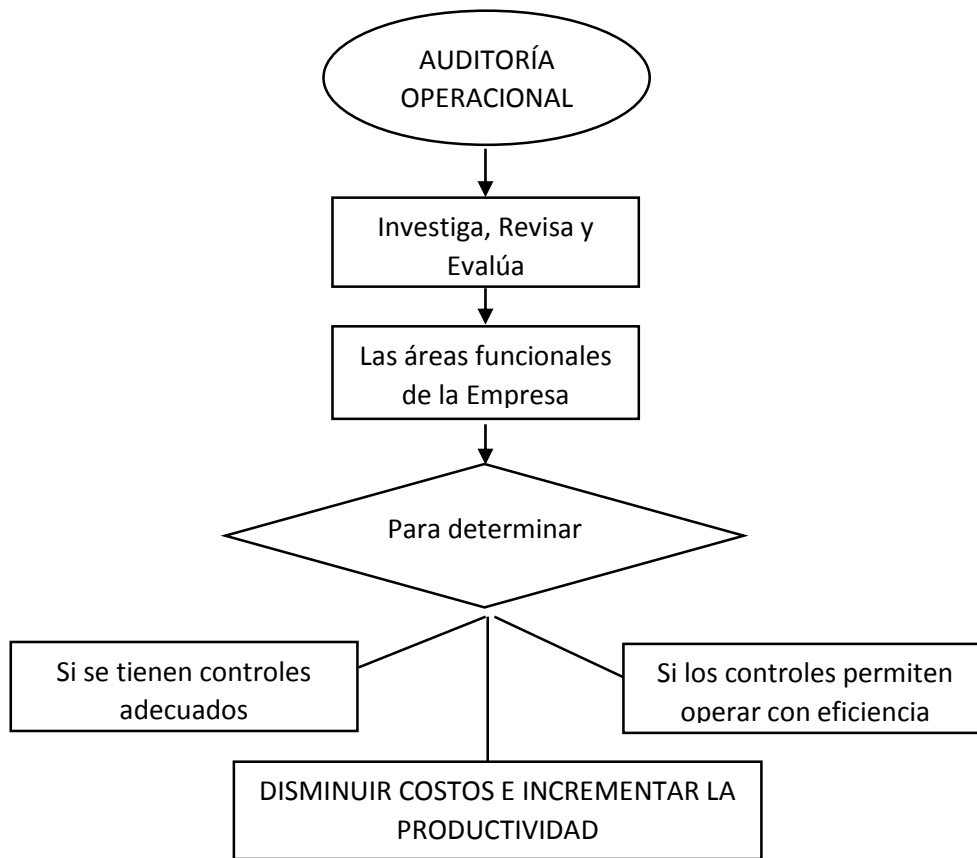 AUDITORÍA
OPERACIONAL
Investiga, Revisa y
Evalúa
Las áreas funcionales
de la Empresa
Para determinar
Si se tienen controles
adecuados
Si los controles permiten
operar con eficiencia
DISMINUIR COSTOS E INCREMENTAR LA
PRODUCTIVIDAD